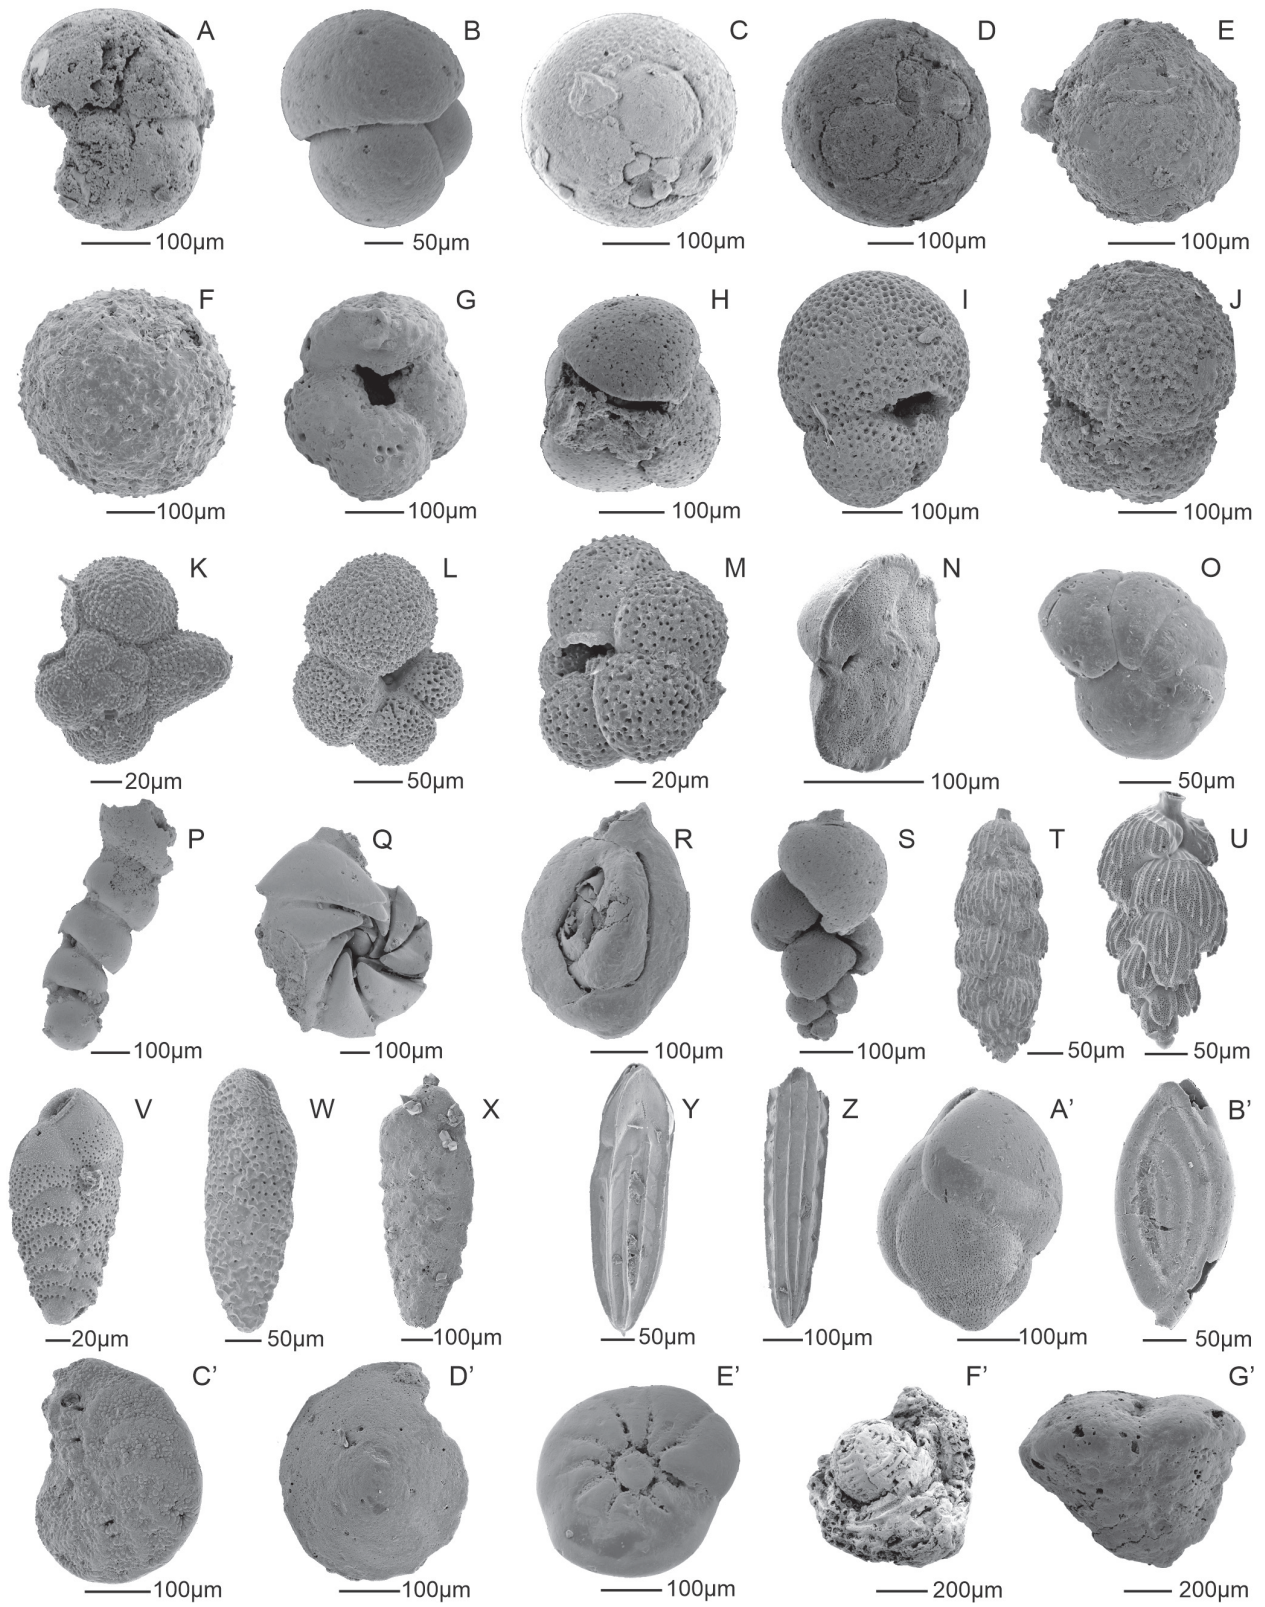 A B C D E
100µm 50µm 100µm 100µm 100µm
F G H I J
100µm 100µm 100µm 100µm 100µm
K L M N O
20µm 50µm 20µm 100µm 50µm
P Q R S T U
100µm 100µm 100µm 100µm 50µm 50µm
V W X Y Z A’ B’
20µm 50µm 100µm 50µm 100µm 100µm 50µm
C’ D’ E’ F’ G’
100µm 100µm 100µm 200µm 200µm